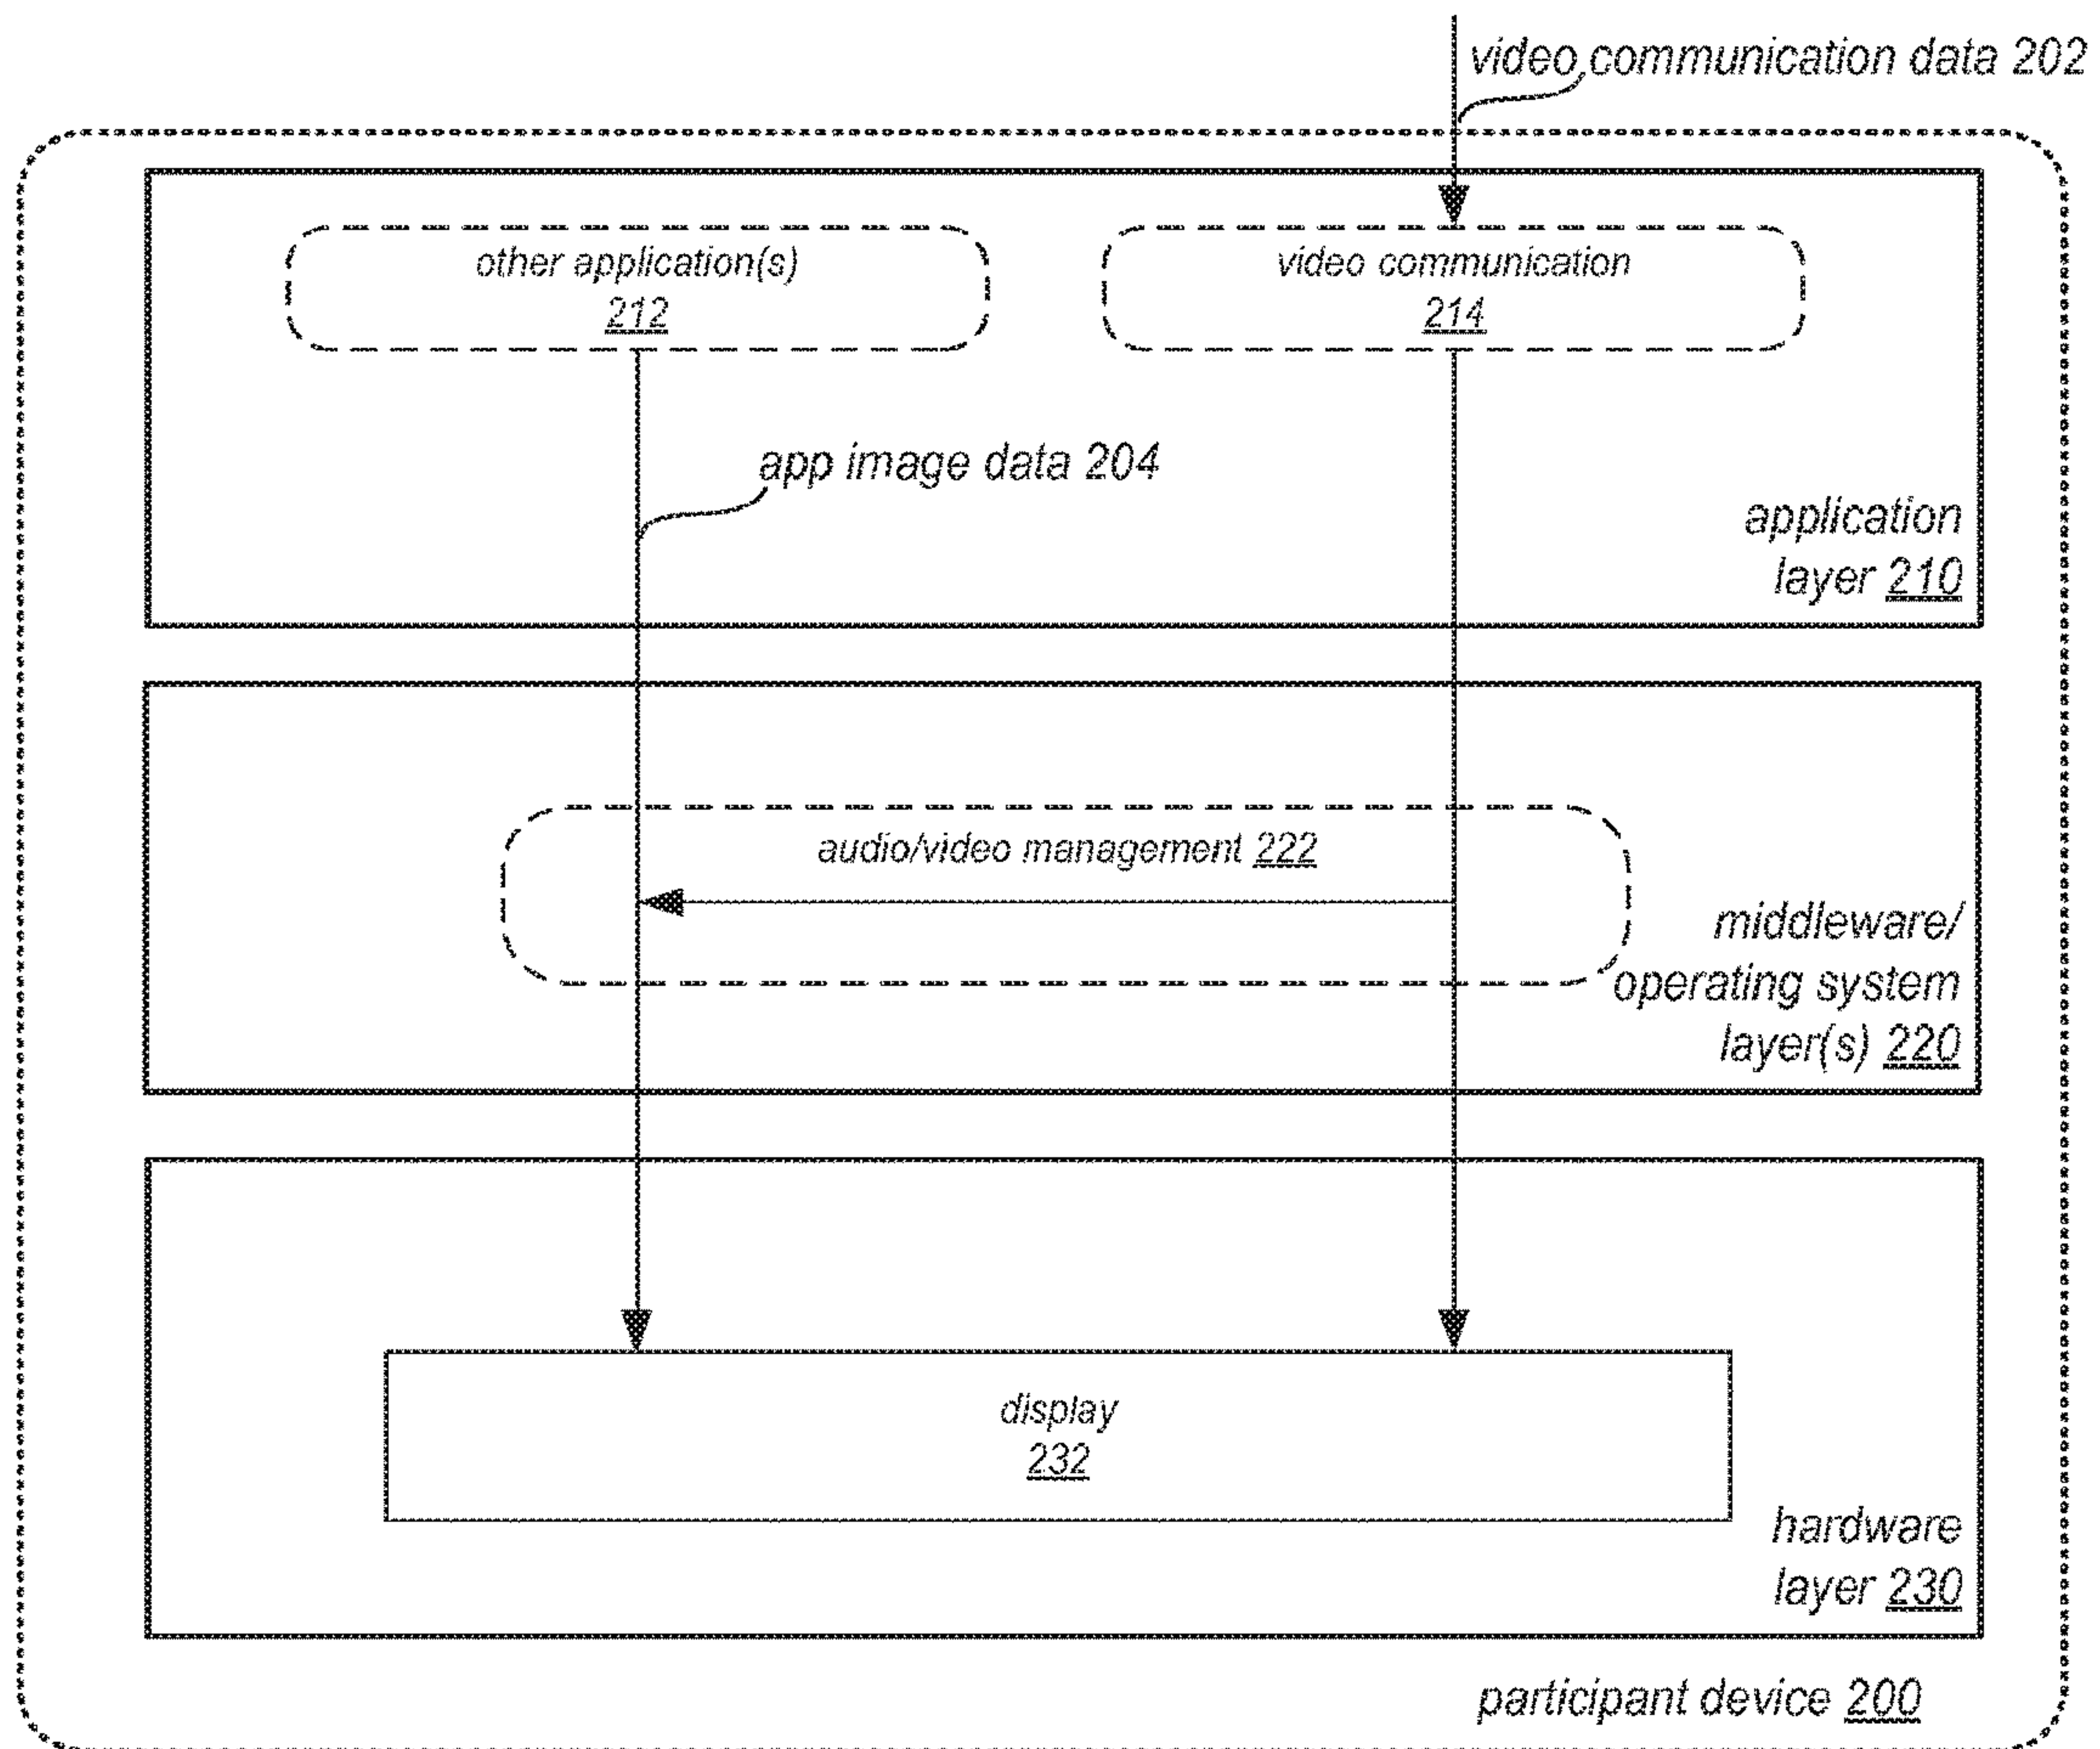 video communication data 202
other application(s)
212
video communication
214
app image data 204
application
layer 210
audio/video management 222
middleware/
operating system
layer(s) 220
display
232
hardware
layer 230
participant device 200